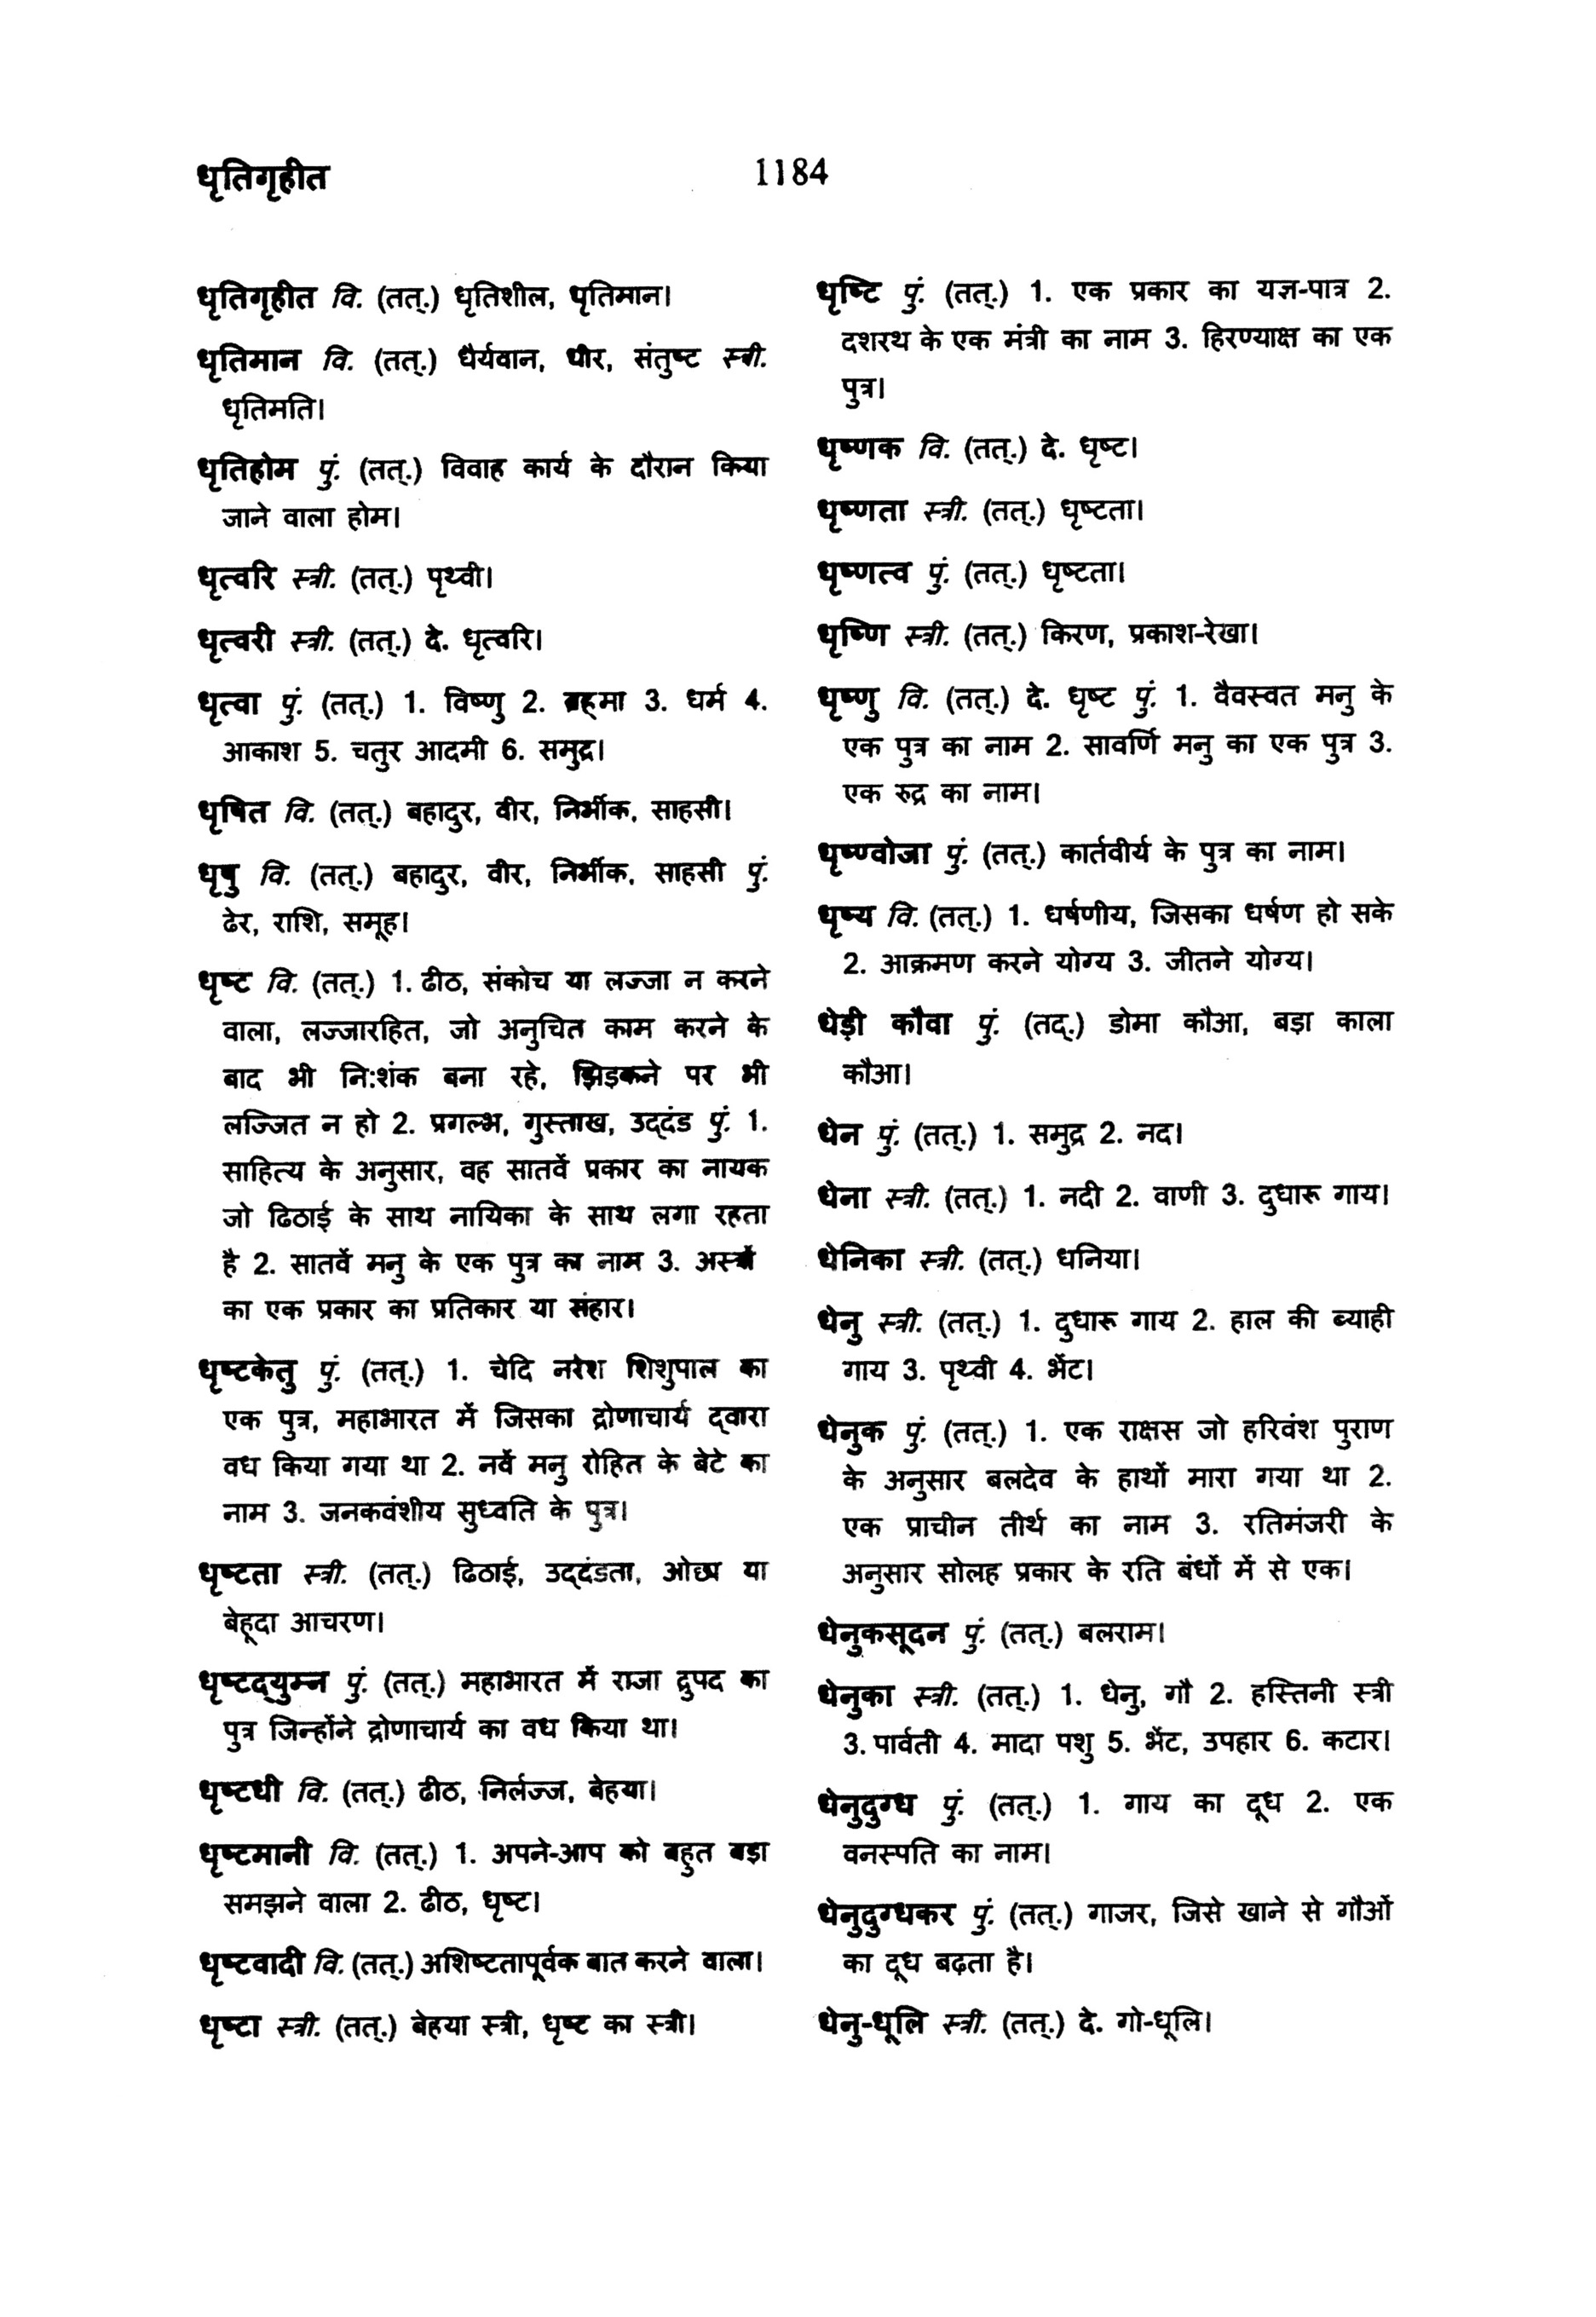 धृतिगृहीत
1184
धृतिगृहीत वि. (तत्.) धृतिशील, धृतिमान।
धृतिमान वि. (तत्.) धैर्यवान, धीर, संतुष्ट स्त्री.
धृतिमति।
धृतिहोम पुं. (तत्.) विवाह कार्य के दौरान किया
जाने वाला होम।
धृत्वरि स्त्री. (तत्.) पृथ्वी।
धृत्वरी स्त्री. (तत्.) दे. धृत्वरि।
धृत्वा पुं. (तत्.) 1. विष्णु 2. ब्रह्मा 3. धर्म 4.
आकाश 5. चतुर आदमी 6. समुद्र।
धृषित वि. (तत्.) बहादुर, वीर, निर्भीक, साहसी।
धृषु वि. (तत्.) बहादुर, वीर, निर्भीक, साहसी पुं.
ढेर, राशि, समूह।
धृष्ट वि. (तत्.) 1. ढीठ, संकोच या लज्जा न करने
वाला, लज्जारहित, जो अनुचित काम करने के
बाद भी नि:शंक बना रहे, झिड़कने पर भी
लज्जित न हो 2. प्रगल्भ, गुस्ताख, उद्दंड पुं. 1.
साहित्य के अनुसार, वह सातवें प्रकार का नायक
जो ढिठाई के साथ नायिका के साथ लगा रहता
है 2. सातवें मनु के एक पुत्र का नाम 3. अस्त्रों
का एक प्रकार का प्रतिकार या संहार।
धृष्टकेतु पुं. (तत्.) 1. चेदि नरेश शिशुपाल का
एक पुत्र, महाभारत में जिसका द्रोणाचार्य द्वारा
वध किया गया था 2. नवें मनु रोहित के बेटे का
नाम 3. जनकवंशीय सुध्वति के पुत्र।
धृष्टता स्त्री. (तत्.) ढिठाई, उद्दंडता, ओछा या
बेहूदा आचरण।
धृष्टद्युम्न पुं. (तत्.) महाभारत में राजा द्रुपद का
पुत्र जिन्होंने द्रोणाचार्य का वध किया था।
धृष्टधी वि. (तत्.) ढीठ, निर्लज्ज, बेहया।
धृष्टमानी वि. (तत्.) 1. अपने-आप को बहुत बड़ा
समझने वाला 2. ढीठ, धृष्ट।
धृष्टवादी वि. (तत्.) अशिष्टतापूर्वक बात करने वाला।
धृष्टा स्त्री. (तत्.) बेहया स्त्री, धृष्ट का स्त्री।
धृष्टि पुं. (तत्.) 1. एक प्रकार का यज्ञ-पात्र 2.
दशरथ के एक मंत्री का नाम 3. हिरण्याक्ष का एक
पुत्र।
धृष्णक वि. (तत्.) दे. धृष्ट।
धृष्णता स्त्री. (तत्.) धृष्टता।
धृष्णत्व पुं. (तत्.) धृष्टता।
धृष्णि स्त्री. (तत्.) किरण, प्रकाश-रेखा।
धृष्णु वि. (तत्.) दे. धृष्ट पुं. 1. वैवस्वत मनु के
एक पुत्र का नाम 2. सावर्णि मनु का एक पुत्र 3.
एक रुद्र का नाम।
धृष्ण्वोजा पुं. (तत्.) कार्तवीर्य के पुत्र का नाम।
धृष्य वि. (तत्.) 1. धर्षणीय, जिसका धर्षण हो सके
2. आक्रमण करने योग्य 3. जीतने योग्य।
धेड़ी कौवा पुं. (तद्.) डोमा कौआ, बड़ा काला
कौआ।
धेन पुं. (तत्.) 1. समुद्र 2. नद।
धेना स्त्री. (तत्.) 1. नदी 2. वाणी 3. दुधारू गाय।
धेनिका स्त्री. (तत्.) धनिया।
धेनु स्त्री. (तत्.) 1. दुधारू गाय 2. हाल की ब्याही
गाय 3. पृथ्वी 4. भेंट।
धेनुक पुं. (तत्.) 1. एक राक्षस जो हरिवंश पुराण
के अनुसार बलदेव के हाथों मारा गया था 2.
एक प्राचीन तीर्थ का नाम 3. रतिमंजरी के
अनुसार सोलह प्रकार के रति बंधों में से एक।
धेनुकसूदन पुं. (तत्.) बलराम।
धेनुका स्त्री. (तत्.) 1. धेनु, गौ 2. हस्तिनी स्त्री
3. पार्वती 4. मादा पशु 5. भेंट, उपहार 6. कटार।
धेनुदुग्ध पुं. (तत्.) 1. गाय का दूध 2. एक
वनस्पति का नाम।
धेनुदुग्धकर पुं. (तत्.) गाजर, जिसे खाने से गौओं
का दूध बढ़ता है।
धेनु-धूलि स्त्री. (तत्.) दे. गो-धूलि।